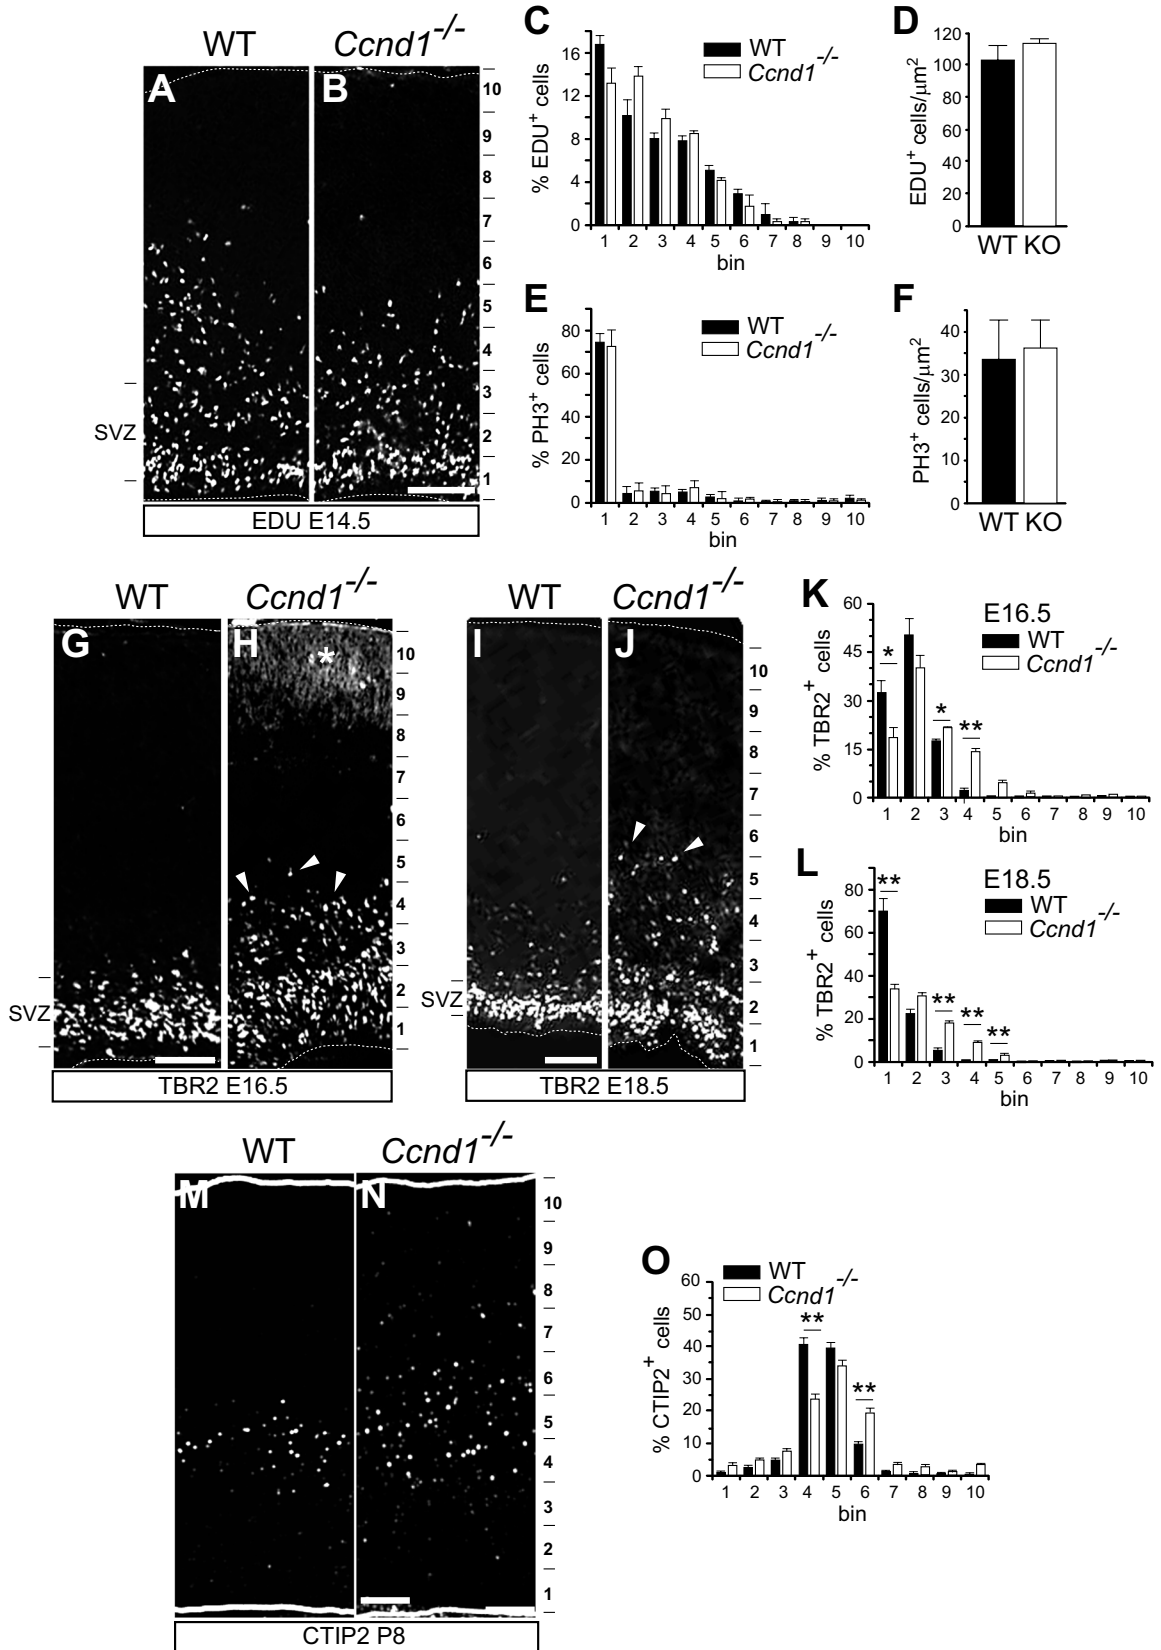 WT Ccnd1-/-
A B
10
9
8
7
6
5
4
3
2
1
SVZ
EDU E14.5
C
WT
Ccnd1-/-
% EDU+ cells
16
12
8
4
0
1 2 3 4 5 6 7 8 9 10
bin
D
EDU+ cells/µm2
120
100
80
60
40
20
0
WT KO
E
WT
Ccnd1-/-
% PH3+ cells
80
60
40
20
0
1 2 3 4 5 6 7 8 9 10
bin
F
PH3+ cells/µm2
40
30
20
10
0
WT KO
WT Ccnd1-/-
G H
*
10
9
8
7
6
5
4
3
2
1
SVZ
TBR2 E16.5
WT Ccnd1-/-
I J
10
9
8
7
6
5
4
3
2
1
SVZ
TBR2 E18.5
K
E16.5
WT
Ccnd1-/-
% TBR2+ cells
60
45
30
15
0
* * **
1 2 3 4 5 6 7 8 9 10
bin
L
E18.5
WT
Ccnd1-/-
% TBR2+ cells
80
60
40
20
0
** ** ** **
1 2 3 4 5 6 7 8 9 10
bin
WT Ccnd1-/-
M N
10
9
8
7
6
5
4
3
2
1
CTIP2 P8
O
WT
Ccnd1-/-
% CTIP2+ cells
60
50
40
30
20
10
0
** **
1 2 3 4 5 6 7 8 9 10
bin